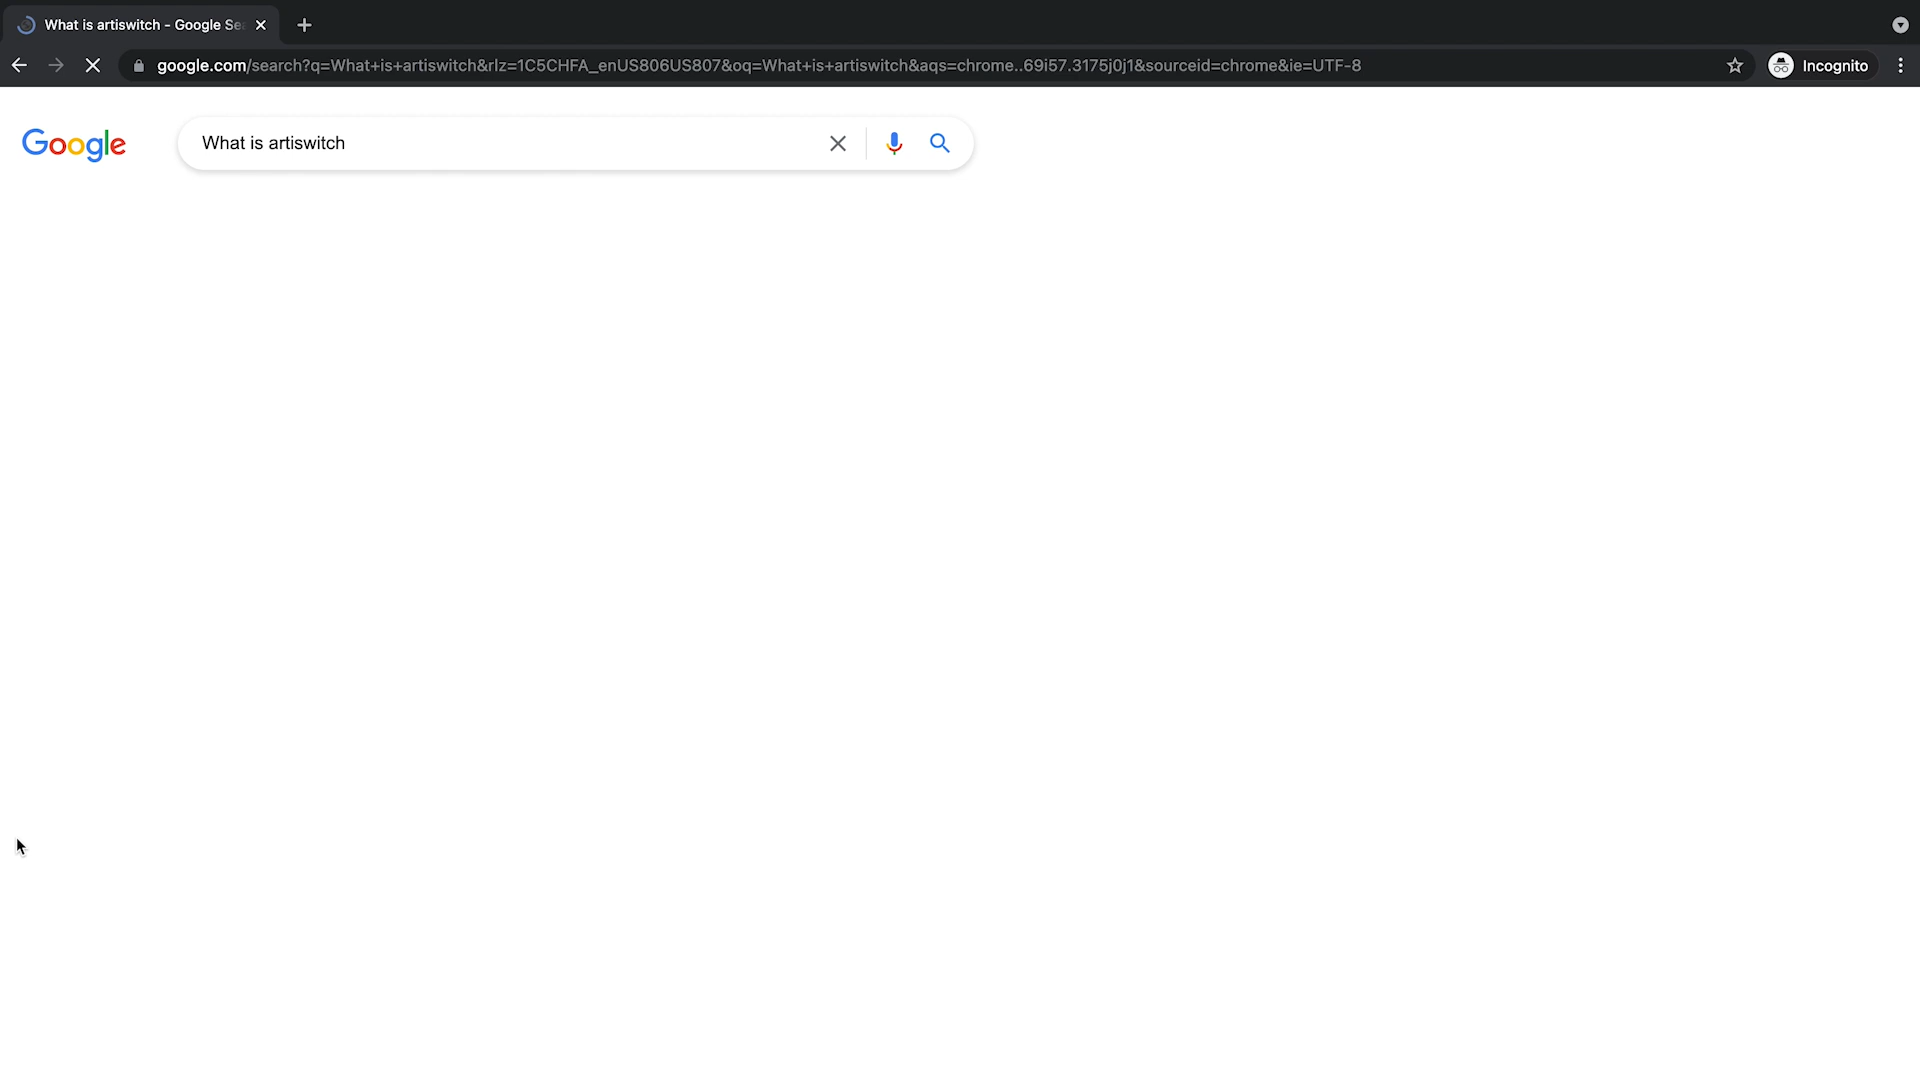 What is artiswitch - Google Se
google.com/search?q=What+is+artiswitch&rlz=1C5CHFA_enUS806US807&oq=What+is+artiswitch&aqs=chrome..69i57.3175j0j1&sourceid=chrome&ie=UTF-8
Incognito
Google
What is artiswitch